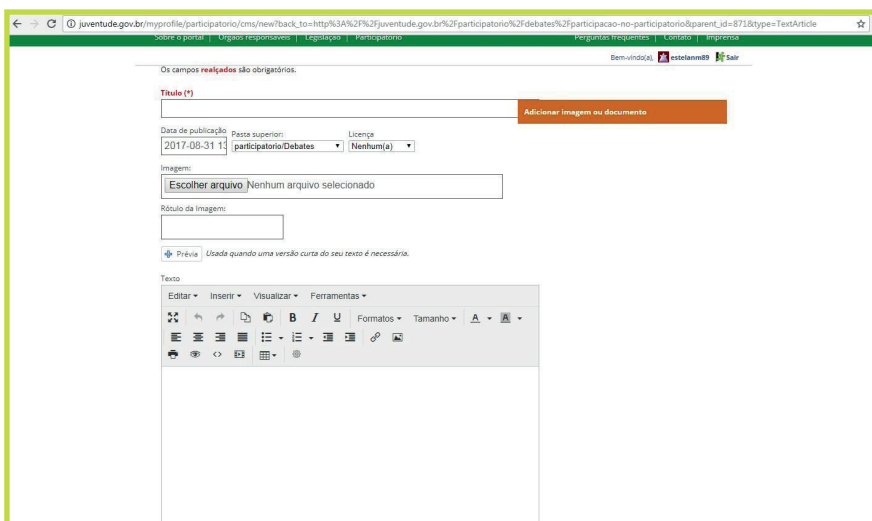 juventude.gov.br/myprofile/participatorio/cms/new?back_to=http%3A%2F%2Fjuventude.gov.br%2Fparticipatorio%2Fdebates%2Fparticipacao-no-participatorio&parent_id=871&type=TextArticle
Sobre o portal | Órgãos responsáveis | Legislação | Participatório Perguntas frequentes | Contato | Imprensa
Bem-vindo(a), estelanm89 Sair
Os campos realçados são obrigatórios.
Título (*)
Adicionar imagem ou documento
Data de publicação Pasta superior: Licença
2017-08-31 13 participatorio/Debates Nenhum(a)
Imagem:
Escolher arquivo Nenhum arquivo selecionado
Rótulo da Imagem:
Prévia Usada quando uma versão curta do seu texto é necessária.
Texto
Editar Inserir Visualizar Ferramentas
B I U Formatos Tamanho A A